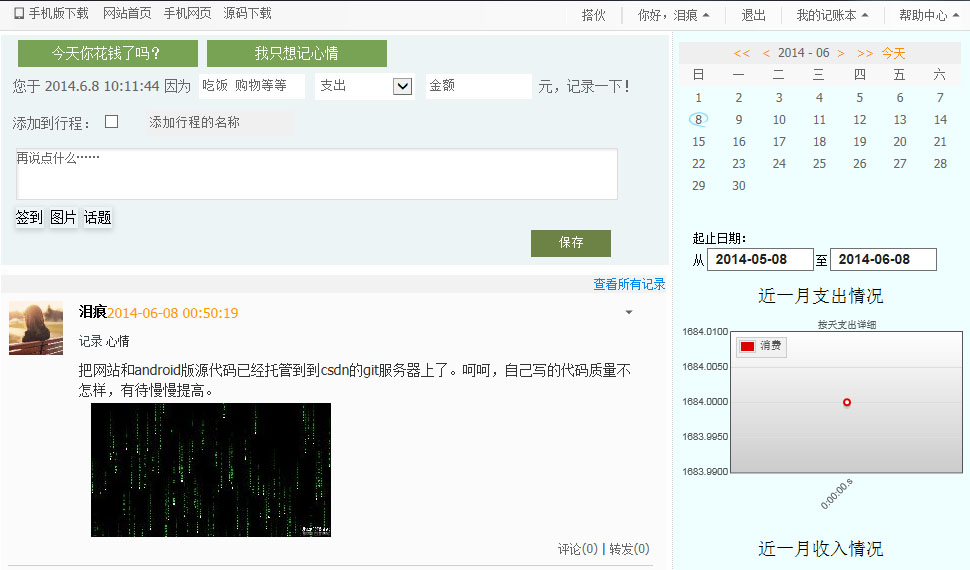 手机版下载 网站首页 手机网页 源码下载 搭伙 你好，泪痕 退出 我的记账本 帮助中心
今天你花钱了吗？ 我只想记心情
您于 2014.6.8 10:11:44 因为 吃饭 购物等等 支出 金额 元，记录一下！
添加到行程： 添加行程的名称
再说点什么……
签到 图片 话题
保存
查看所有记录
泪痕2014-06-08 00:50:19
记录 心情
把网站和android版源代码已经托管到到csdn的git服务器上了。呵呵，自己写的代码质量不
怎样，有待慢慢提高。
评论(0) | 转发(0)
<< < 2014 - 06 > >> 今天
日 一 二 三 四 五 六
1 2 3 4 5 6 7
8 9 10 11 12 13 14
15 16 17 18 19 20 21
22 23 24 25 26 27 28
29 30
起止日期：
从 2014-05-08 至 2014-06-08
近一月支出情况
按天支出详细
1684.0100
消费
1684.0050
1684.0000
1683.9950
1683.9900
0:00:00.s
近一月收入情况